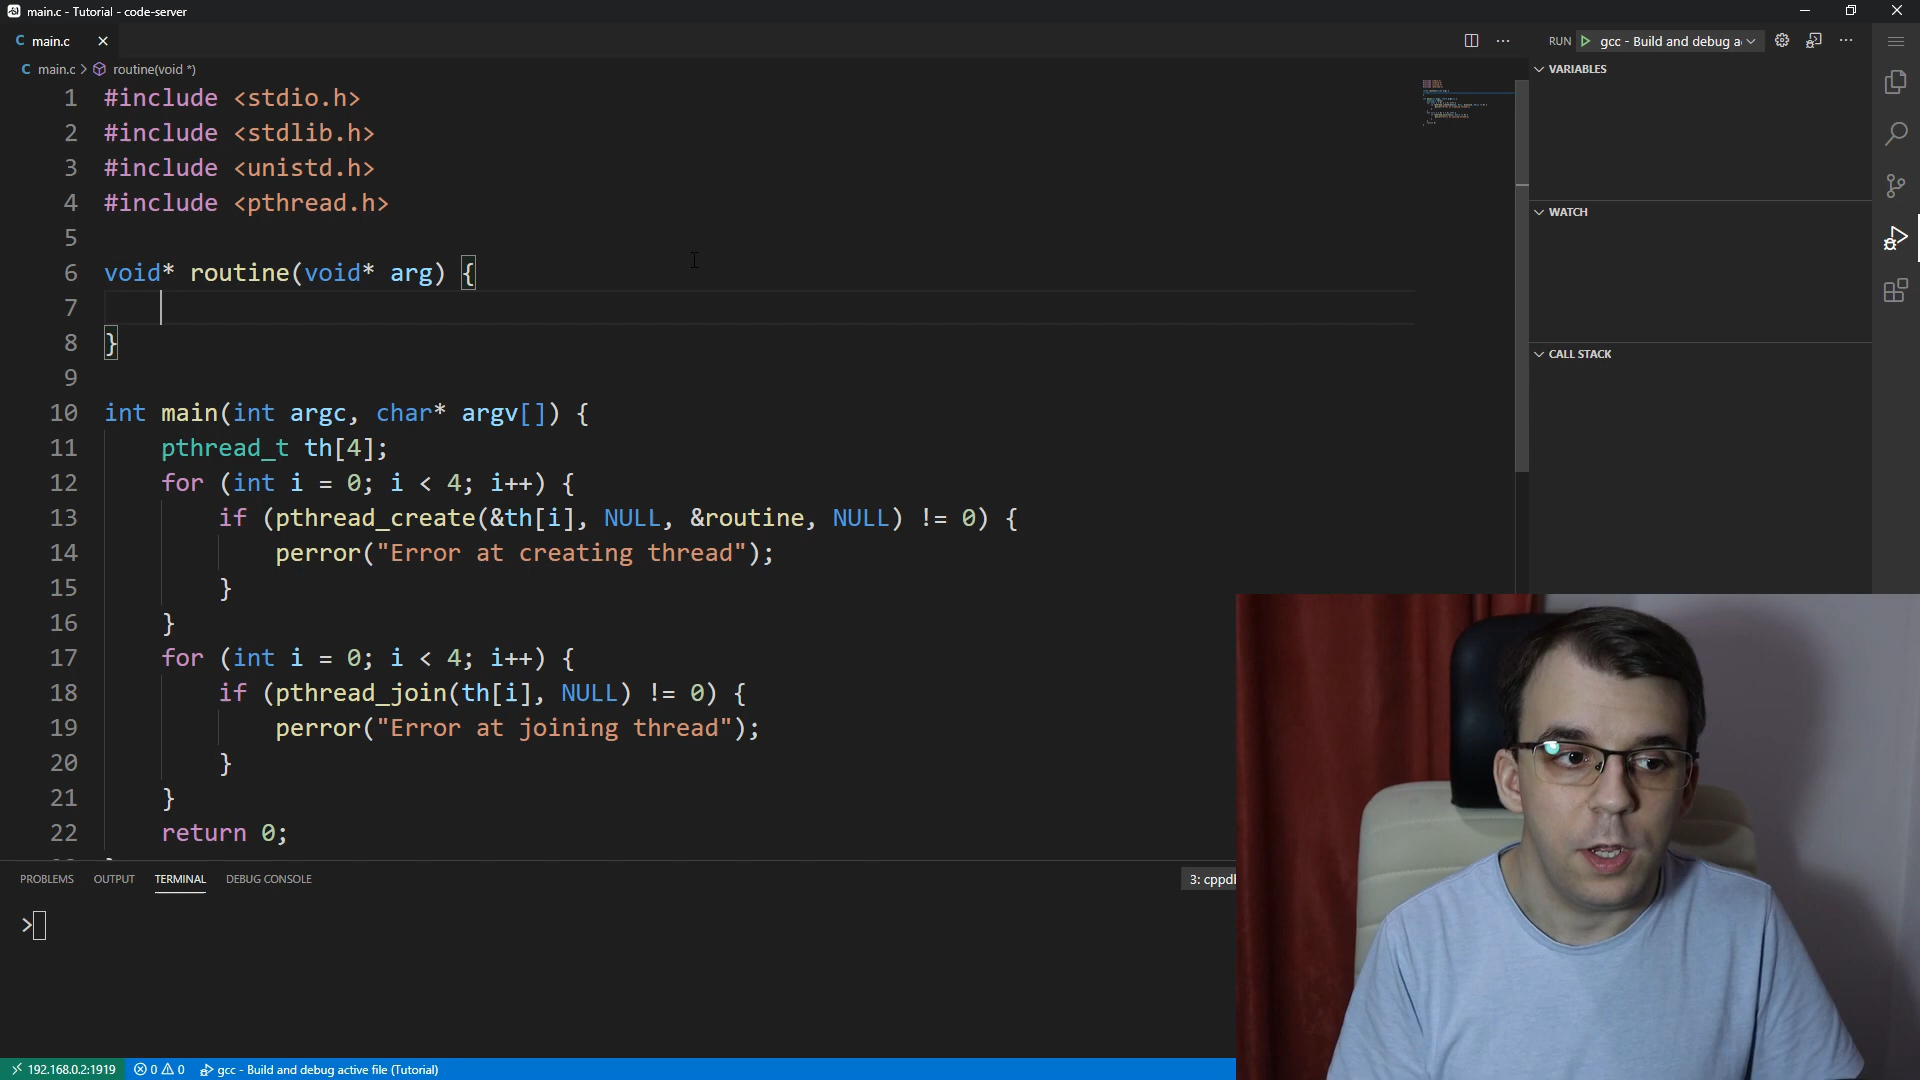 main.c - Tutorial - code-server
main.c
RUN gcc - Build and debug a
main.c > routine(void *)
VARIABLES
1 #include <stdio.h>
2 #include <stdlib.h>
3 #include <unistd.h>
4 #include <pthread.h>
5
6 void* routine(void* arg) {
7
8 }
9
10 int main(int argc, char* argv[]) {
11 pthread_t th[4];
12 for (int i = 0; i < 4; i++) {
13 if (pthread_create(&th[i], NULL, &routine, NULL) != 0) {
14 perror("Error at creating thread");
15 }
16 }
17 for (int i = 0; i < 4; i++) {
18 if (pthread_join(th[i], NULL) != 0) {
19 perror("Error at joining thread");
20 }
21 }
22 return 0;
WATCH
CALL STACK
PROBLEMS OUTPUT TERMINAL DEBUG CONSOLE
3: cppd
>
192.168.0.2:1919 0 0 gcc - Build and debug active file (Tutorial)